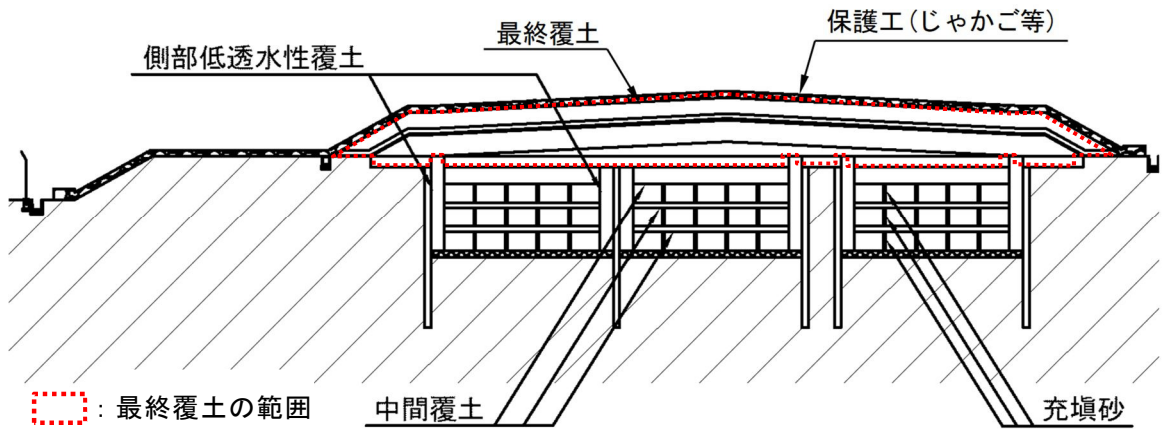 保護工(じゃかご等)
最終覆土
側部低透水性覆土
：最終覆土の範囲
中間覆土
充塡砂